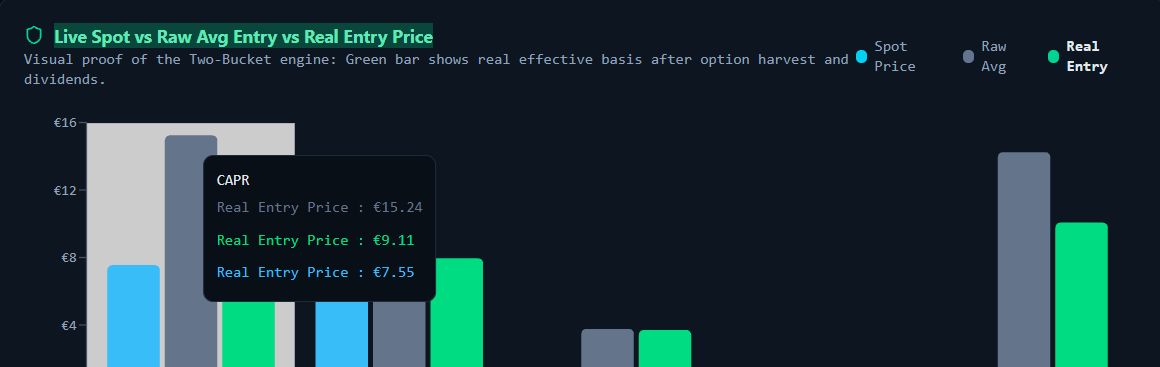 Live Spot vs Raw Avg Entry vs Real Entry Price
Visual proof of the Two-Bucket engine: Green bar shows real effective basis after option harvest and
dividends.
Spot
Price
Raw
Avg
Real
Entry
€16
€12
€8
€4
CAPR
Real Entry Price : €15.24
Real Entry Price : €9.11
Real Entry Price : €7.55